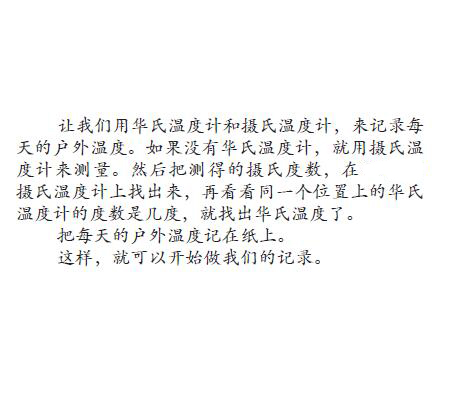 让我们用华氏温度计和摄氏温度计，来记录每
天的户外温度。如果没有华氏温度计，就用摄氏温
度计来测量。然后把测得的摄氏度数，在
摄氏温度计上找出来，再看看同一个位置上的华氏
温度计的度数是几度，就找出华氏温度了。
把每天的户外温度记在纸上。
这样，就可以开始做我们的记录。